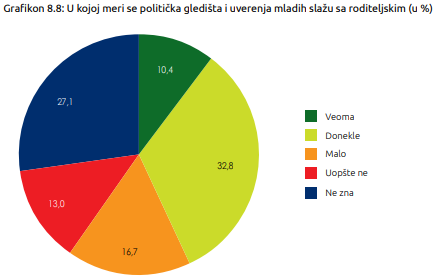 Grafikon 8.8: U kojoj meri se politička gledišta i uverenja mladih slažu sa roditeljskim (u %)
10,4
32,8
16,7
13,0
27,1
Veoma
Donekle
Malo
Uopšte ne
Ne zna